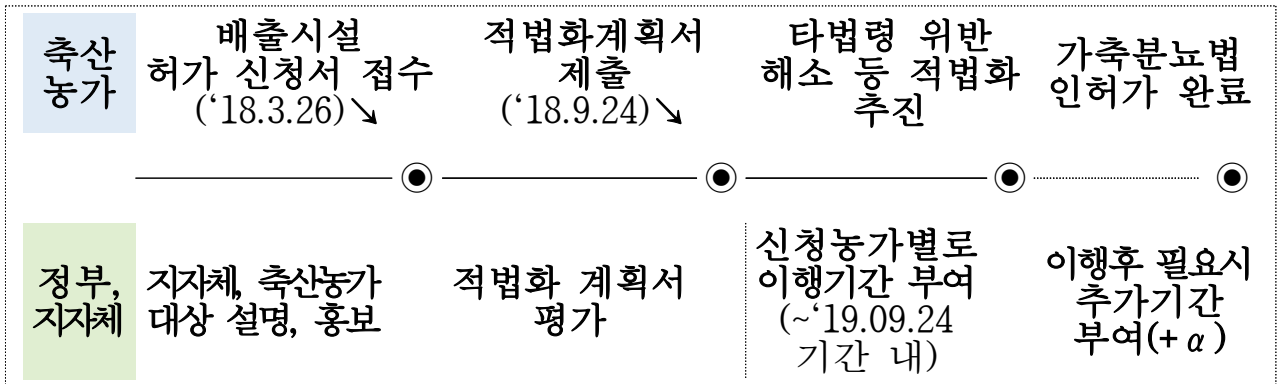 축산
농가
배출시설
허가 신청서 접수
(‘18.3.26)↘
적법화계획서
제출
(‘18.9.24)↘
타법령 위반
해소 등 적법화
추진
가축분뇨법
인허가 완료
정부,
지자체
지자체, 축산농가
대상 설명, 홍보
적법화 계획서
평가
신청농가별로
이행기간 부여
(~‘19.09.24
기간 내)
이행후 필요시
추가기간
부여(+α)